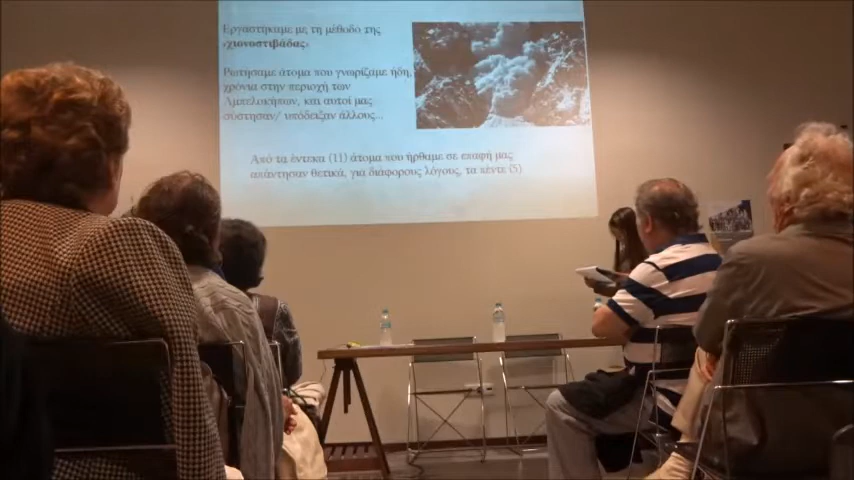 Εργαστήκαμε με τη μέθοδο της
«χιονοστιβάδας»
Ρωτήσαμε άτομα που γνωρίζαμε ήδη,
χρόνια στην περιοχή των
Αμπελοκήπων, και αυτοί μας
σύστησαν/ υπόδειξαν άλλους...
Από τα έντεκα (11) άτομα που ήρθαμε σε επαφή μας
απάντησαν θετικά, για διάφορους λόγους, τα πέντε (5)